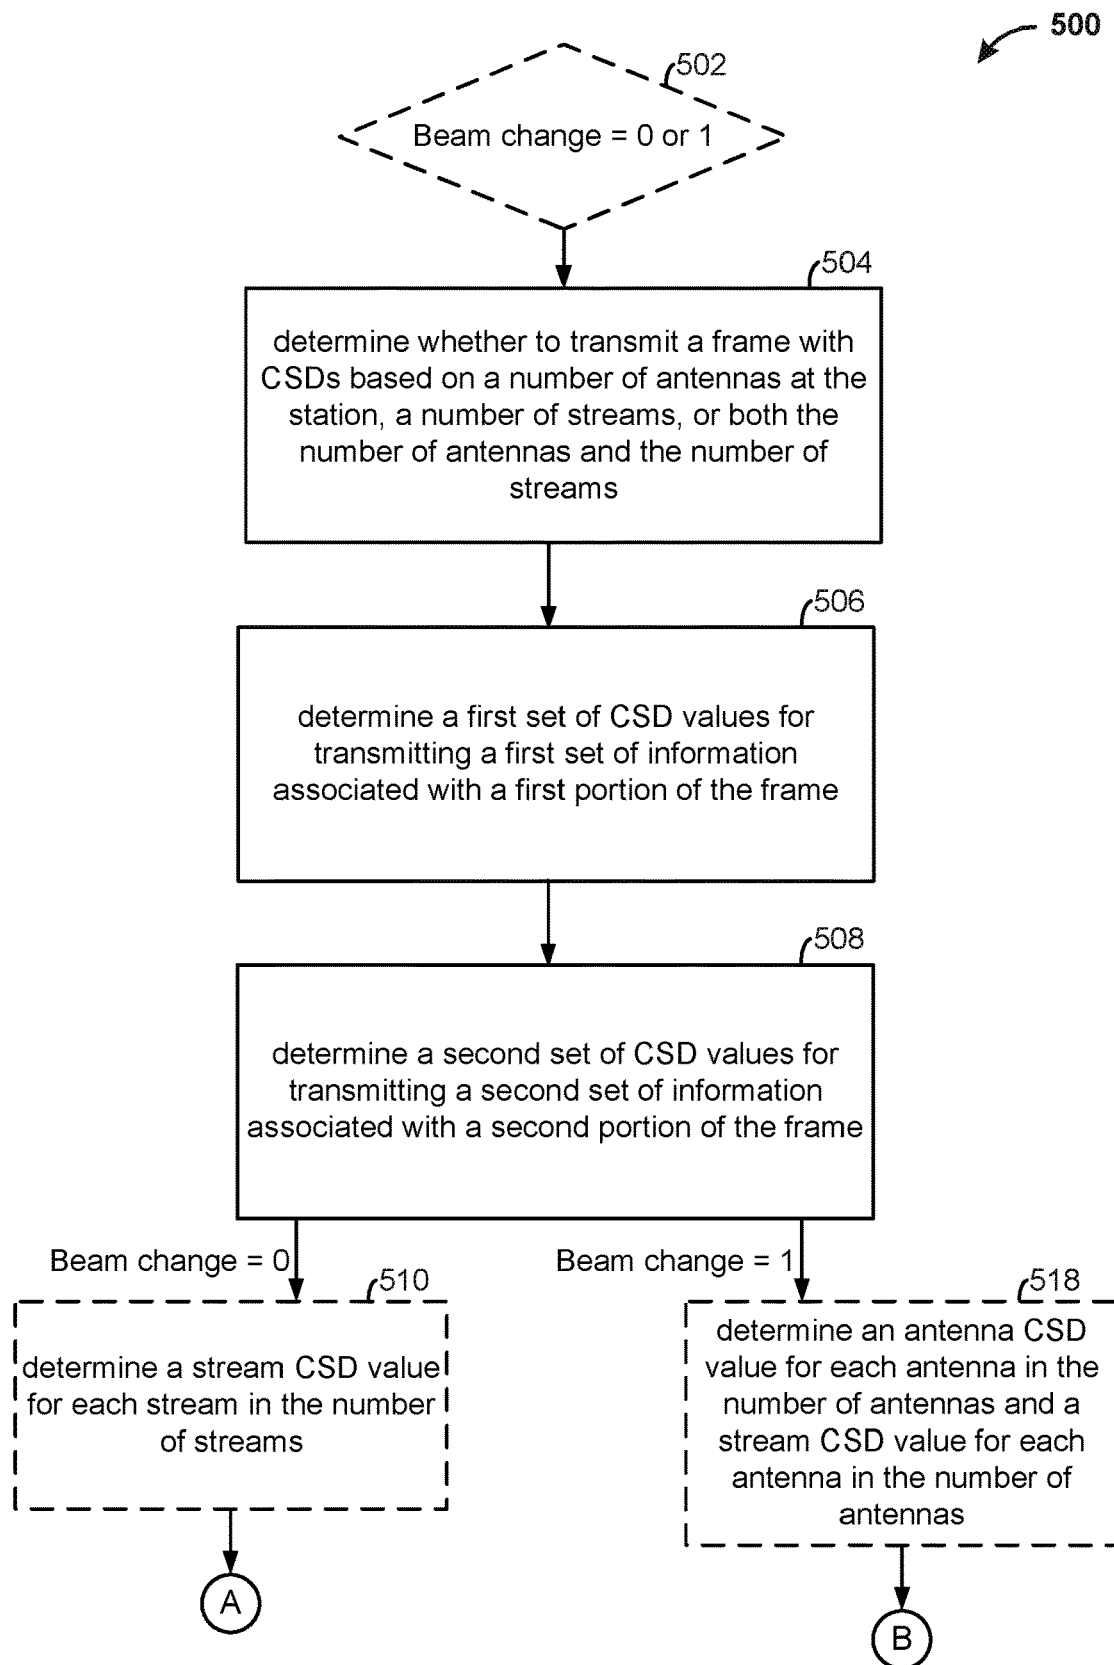 500
502
Beam change = 0 or 1
504
determine whether to transmit a frame with
CSDs based on a number of antennas at the
station, a number of streams, or both the
number of antennas and the number of
streams
506
determine a first set of CSD values for
transmitting a first set of information
associated with a first portion of the frame
508
determine a second set of CSD values for
transmitting a second set of information
associated with a second portion of the frame
Beam change = 0
510
determine a stream CSD value
for each stream in the number
of streams
A
Beam change = 1
518
determine an antenna CSD
value for each antenna in the
number of antennas and a
stream CSD value for each
antenna in the number of
antennas
B